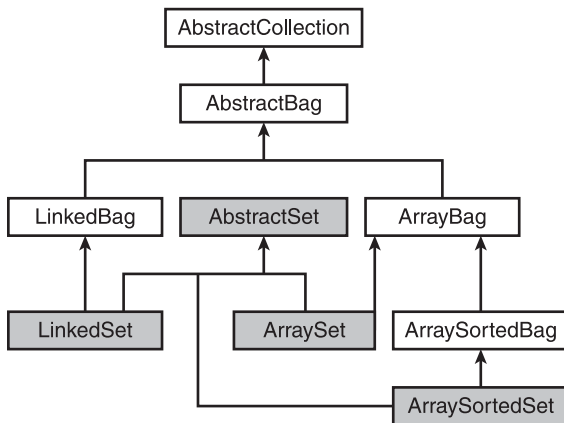 AbstractCollection
AbstractBag
LinkedBag
AbstractSet
ArrayBag
LinkedSet
ArraySet
ArraySortedBag
ArraySortedSet